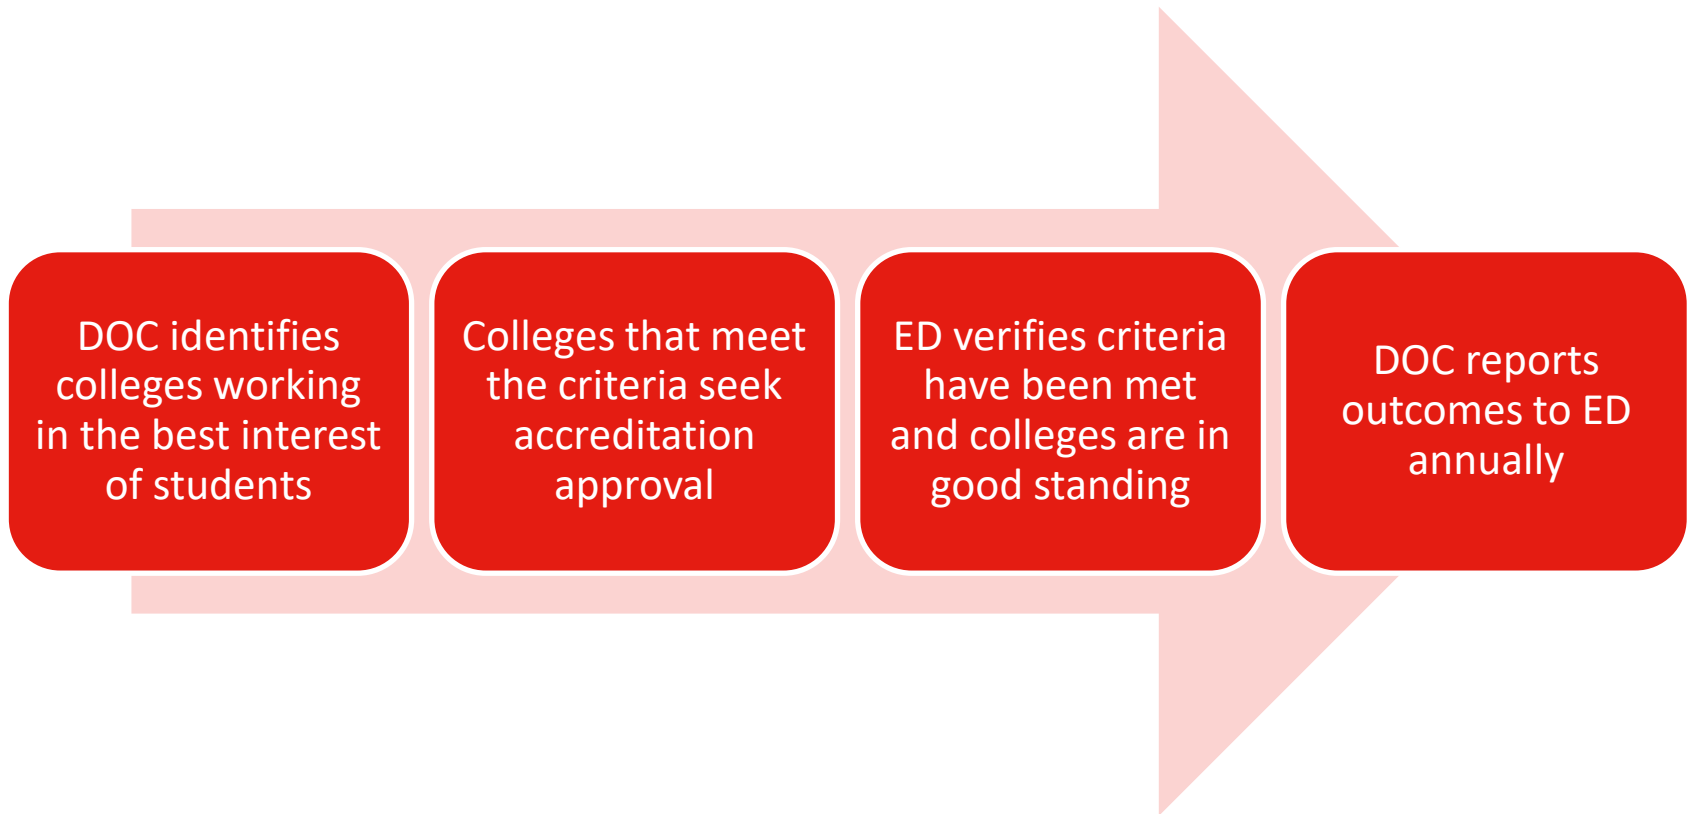 DOC identifies
colleges working
in the best interest
of students
Colleges that meet
the criteria seek
accreditation
approval
ED verifies criteria
have been met
and colleges are in
good standing
DOC reports
outcomes to ED
annually